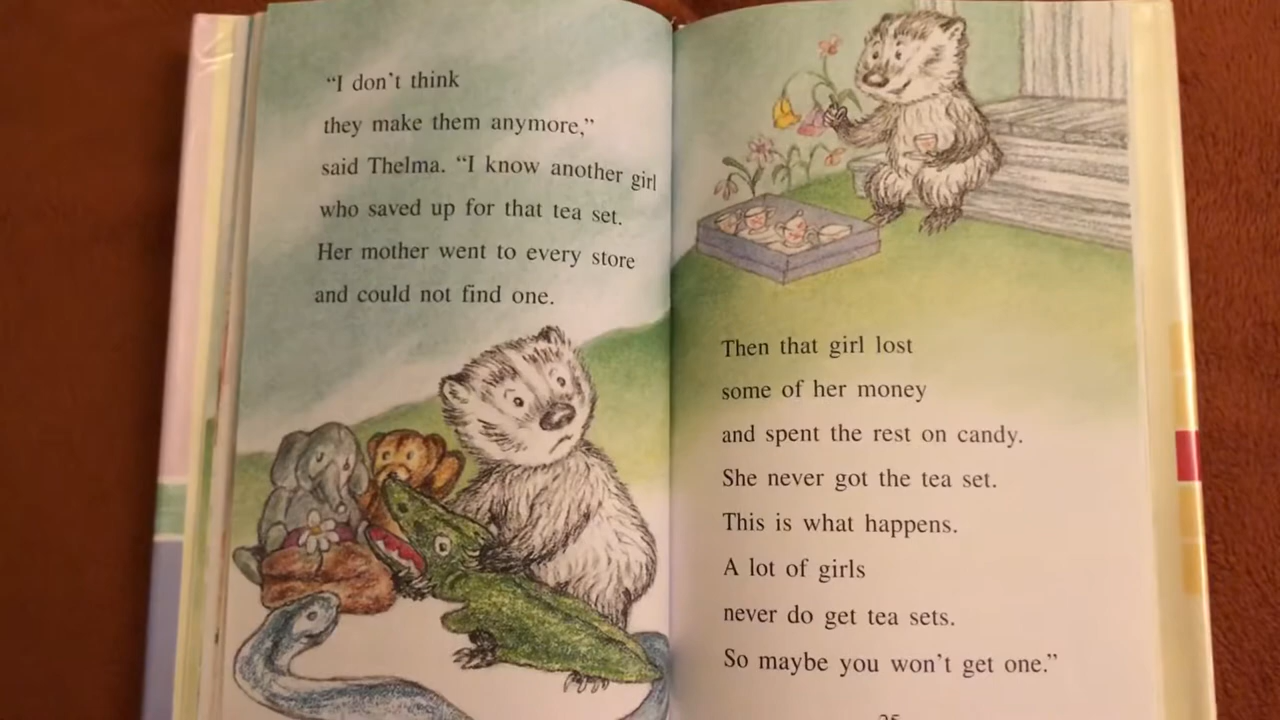 “I don’t think
they make them anymore,”
said Thelma. “I know another girl
who saved up for that tea set.
Her mother went to every store
and could not find one.
Then that girl lost
some of her money
and spent the rest on candy.
She never got the tea set.
This is what happens.
A lot of girls
never do get tea sets.
So maybe you won’t get one.”